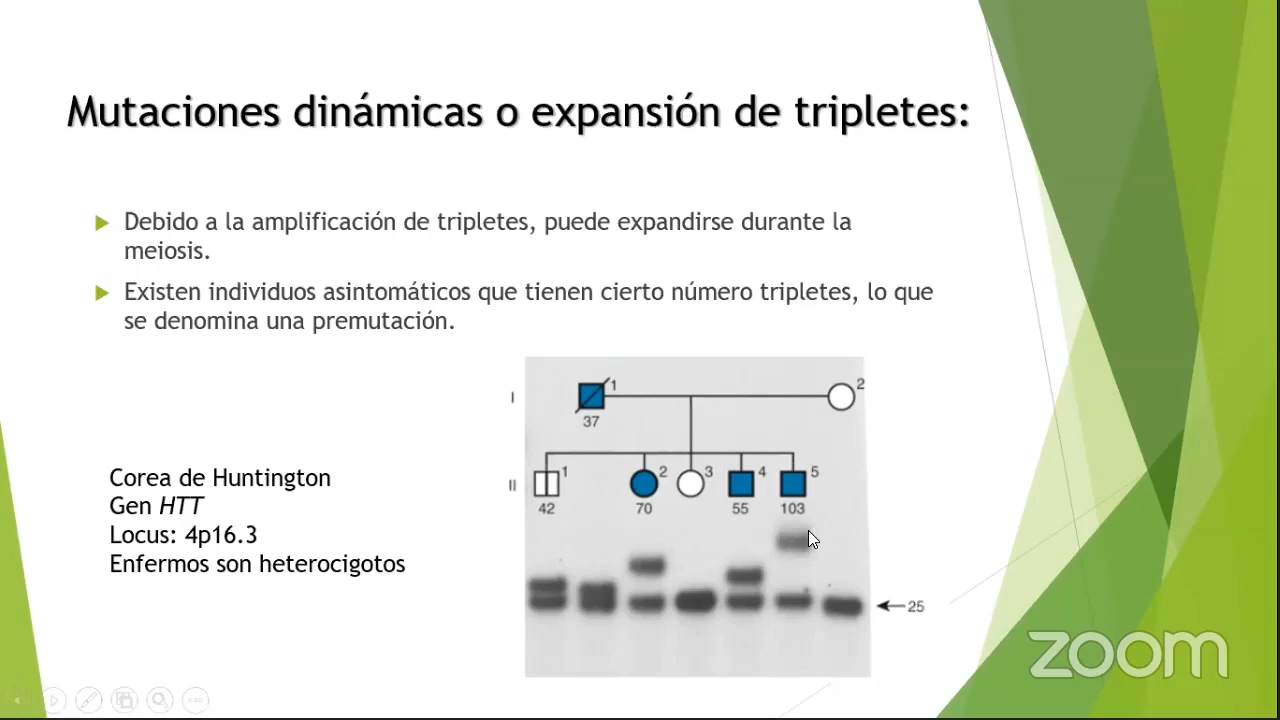 Mutaciones dinámicas o expansión de tripletes:
Debido a la amplificación de tripletes, puede expandirse durante la
meiosis.
Existen individuos asintomáticos que tienen cierto número tripletes, lo que
se denomina una premutación.
Corea de Huntington
Gen HTT
Locus: 4p16.3
Enfermos son heterocigotos
I
1
2
37
II
1
2
3
4
5
42
70
55
103
25
zoom